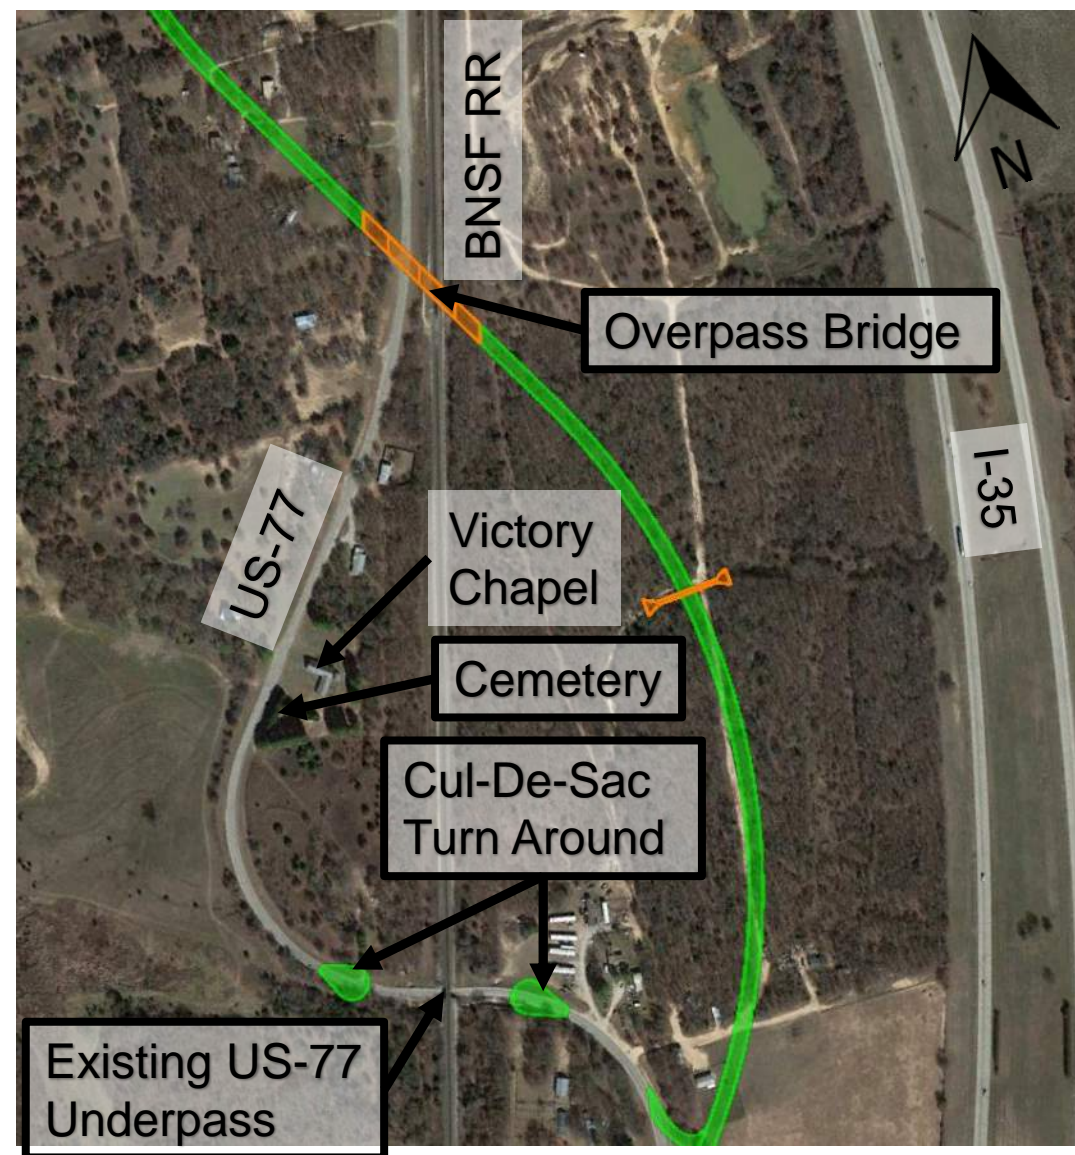 BNSF RR
N
Overpass Bridge
I-35
US-77
Victory
Chapel
Cemetery
Cul-De-Sac
Turn Around
Existing US-77
Underpass